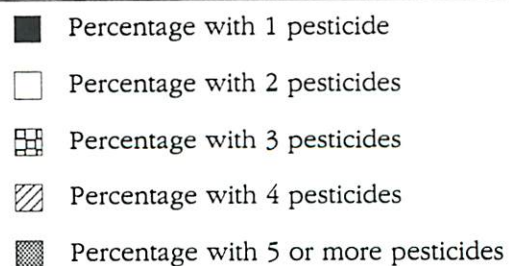 Percentage with 1 pesticide
Percentage with 2 pesticides
Percentage with 3 pesticides
Percentage with 4 pesticides
Percentage with 5 or more pesticides